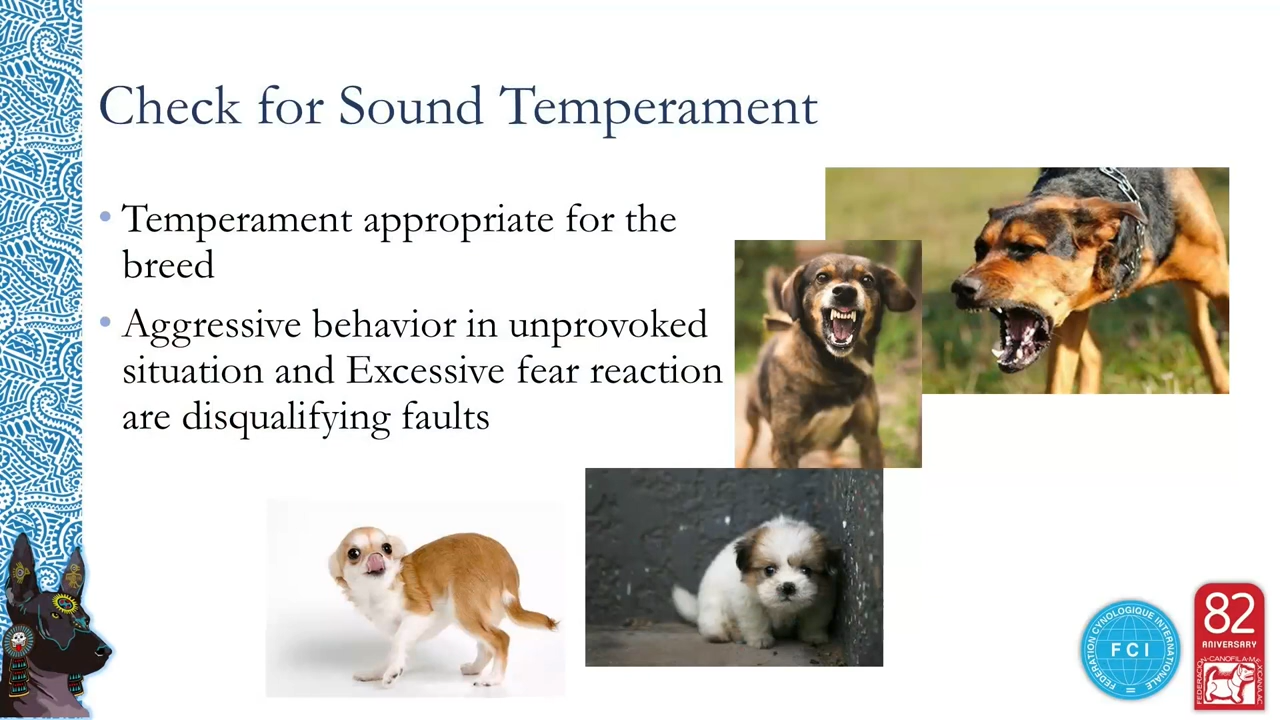 Check for Sound Temperament
• Temperament appropriate for the
breed
• Aggressive behavior in unprovoked
situation and Excessive fear reaction
are disqualifying faults
FEDERATION CYNOLOGIQUE INTERNATIONALE
FCI
82
ANIVERSARY